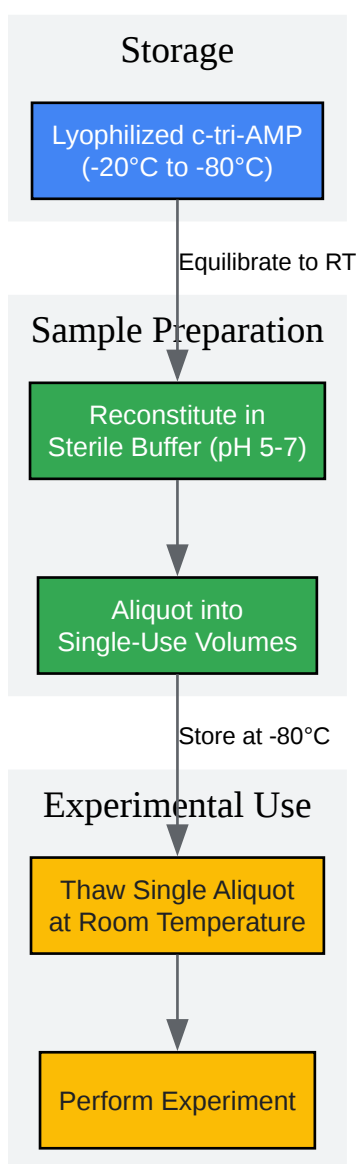 Storage
Lyophilized c-tri-AMP
(-20°C to -80°C)
Equilibrate to RT
Sample Preparation
Reconstitute in
Sterile Buffer (pH 5-7)
Aliquot into
Single-Use Volumes
Store at -80°C
Experimental Use
Thaw Single Aliquot
at Room Temperature
Perform Experiment